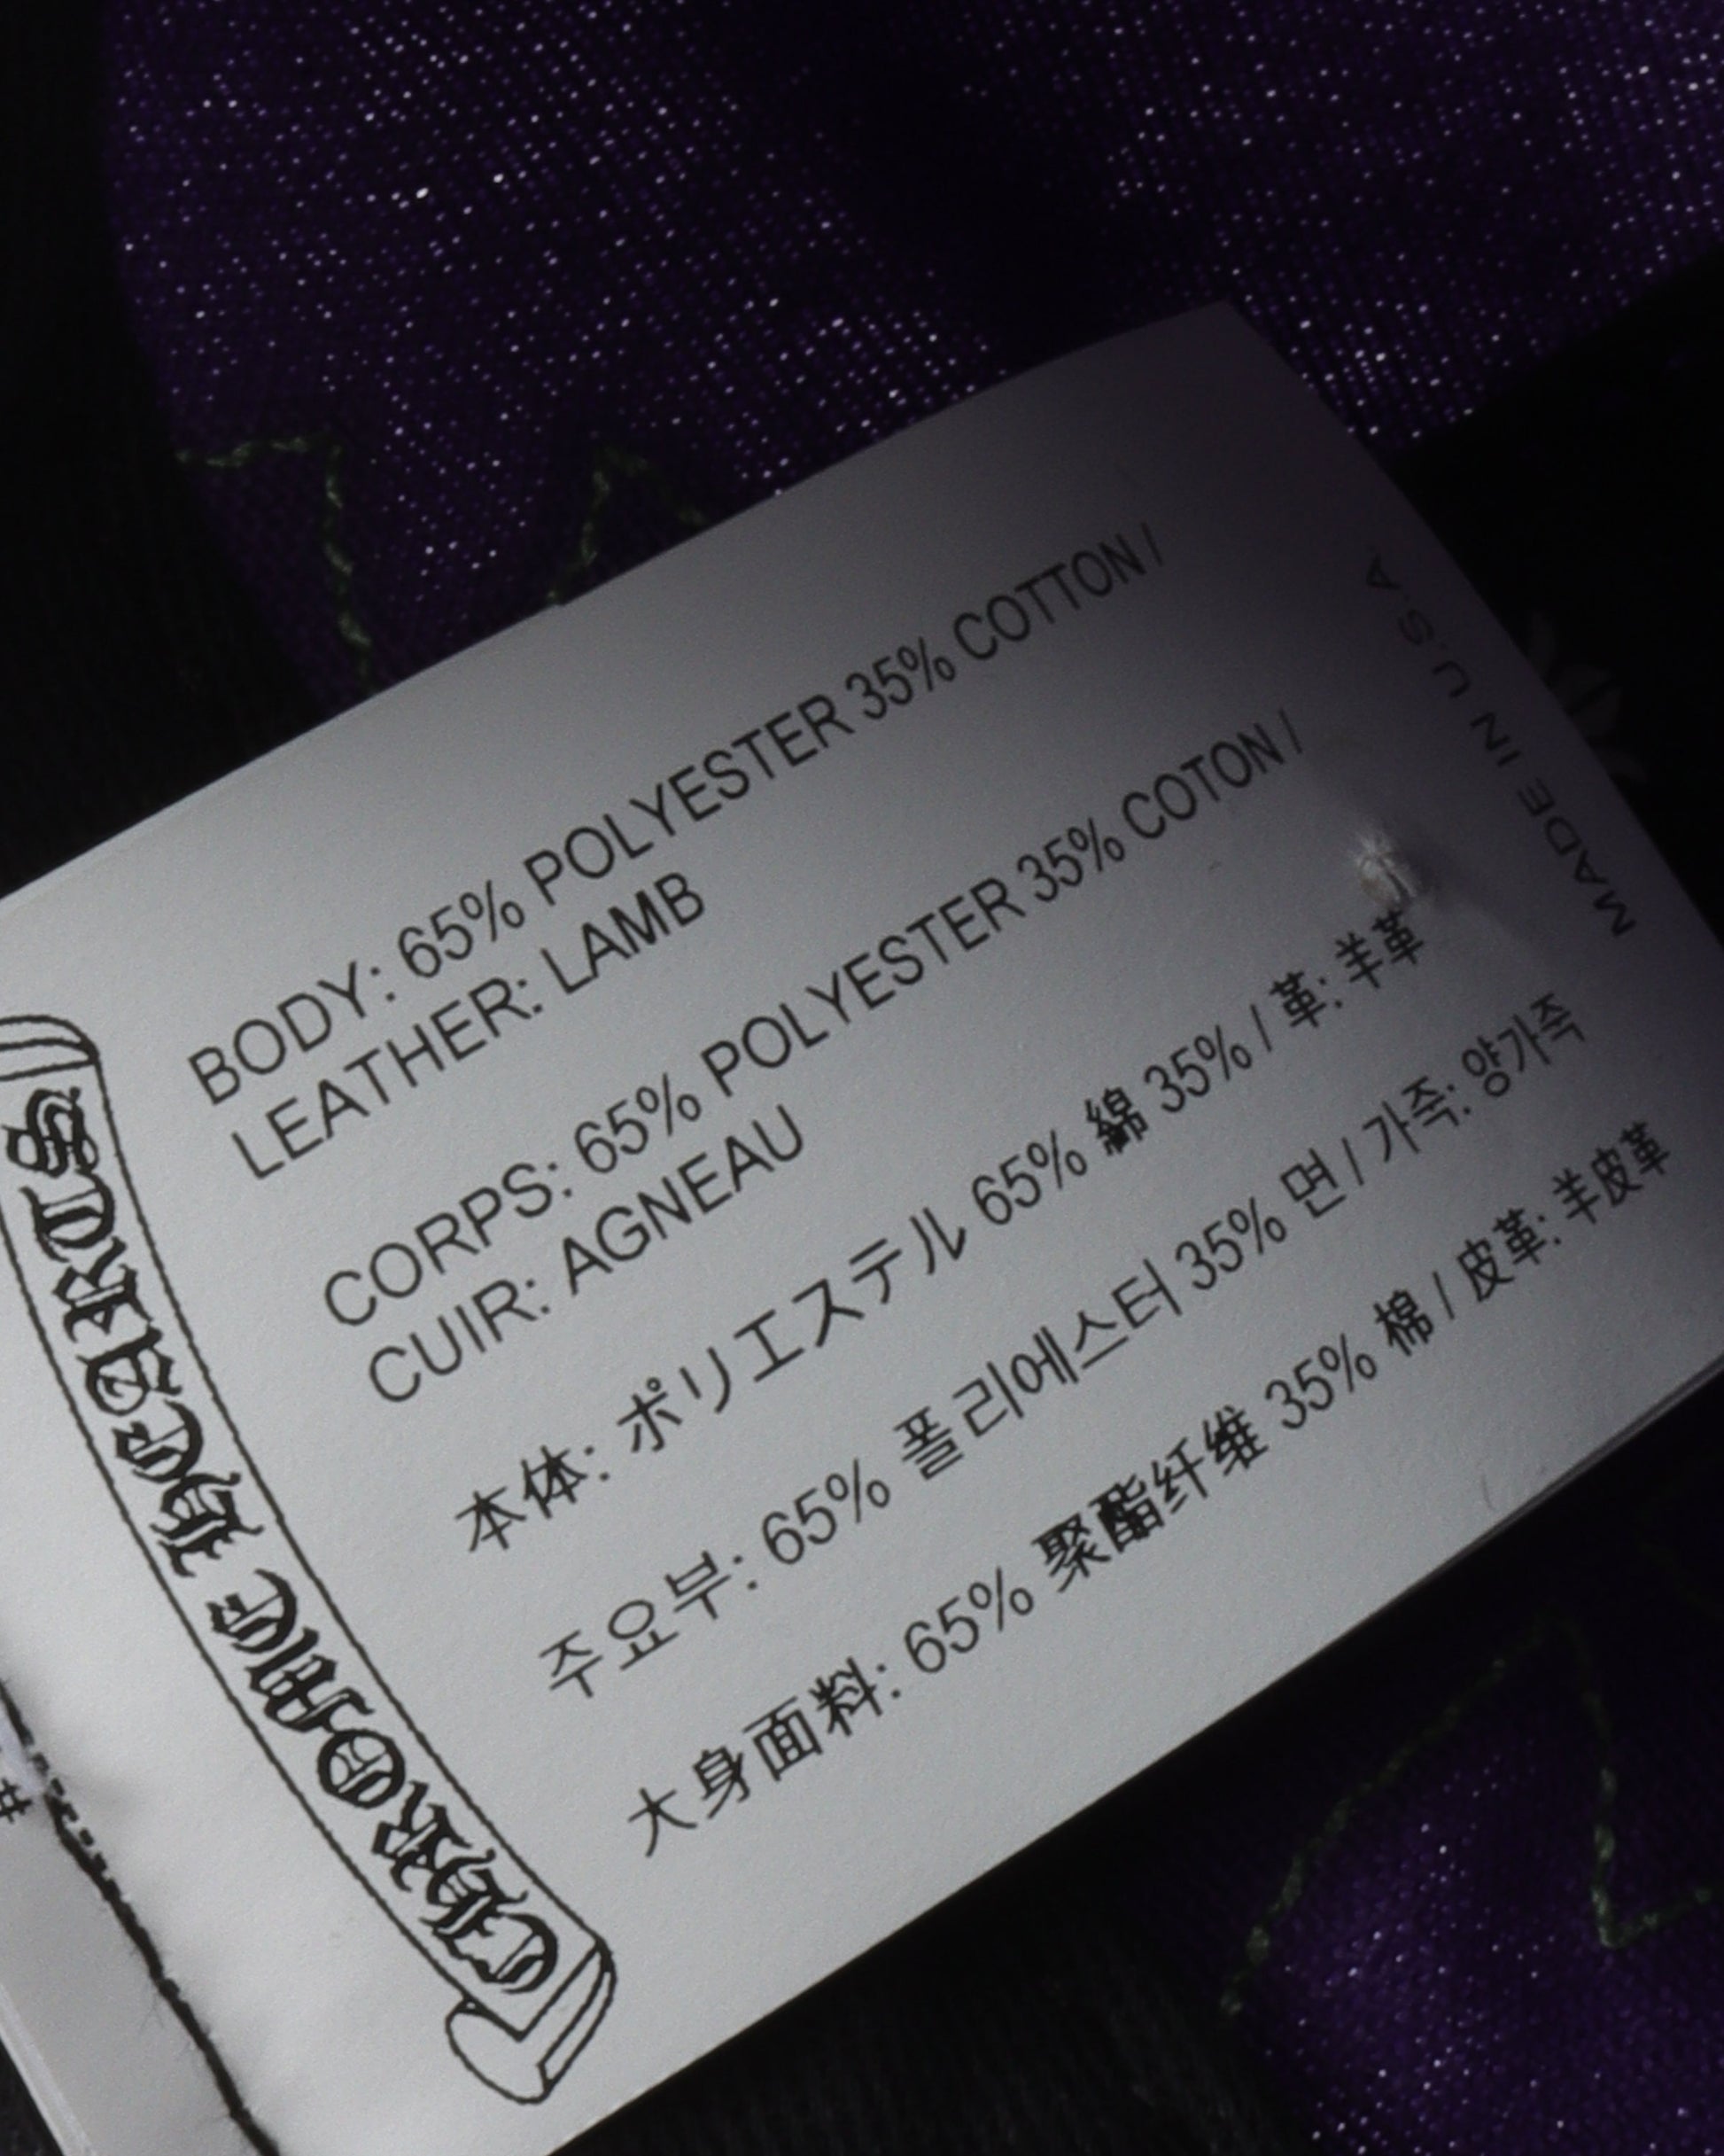 BODY: 65% POLYESTER 35% COTTON /
LEATHER: LAMB
CORPS: 65% POLYESTER 35% COTON /
CUIR: AGNEAU
本体: ポリエステル 65% 綿 35% / 革: 羊革
주요부: 65% 폴리에스터 35% 면 / 가죽: 양가죽
大身面料: 65% 聚酯纤维 35% 棉 / 皮革: 羊皮革
MADE IN U.S.A
CHROME HEARTS
#